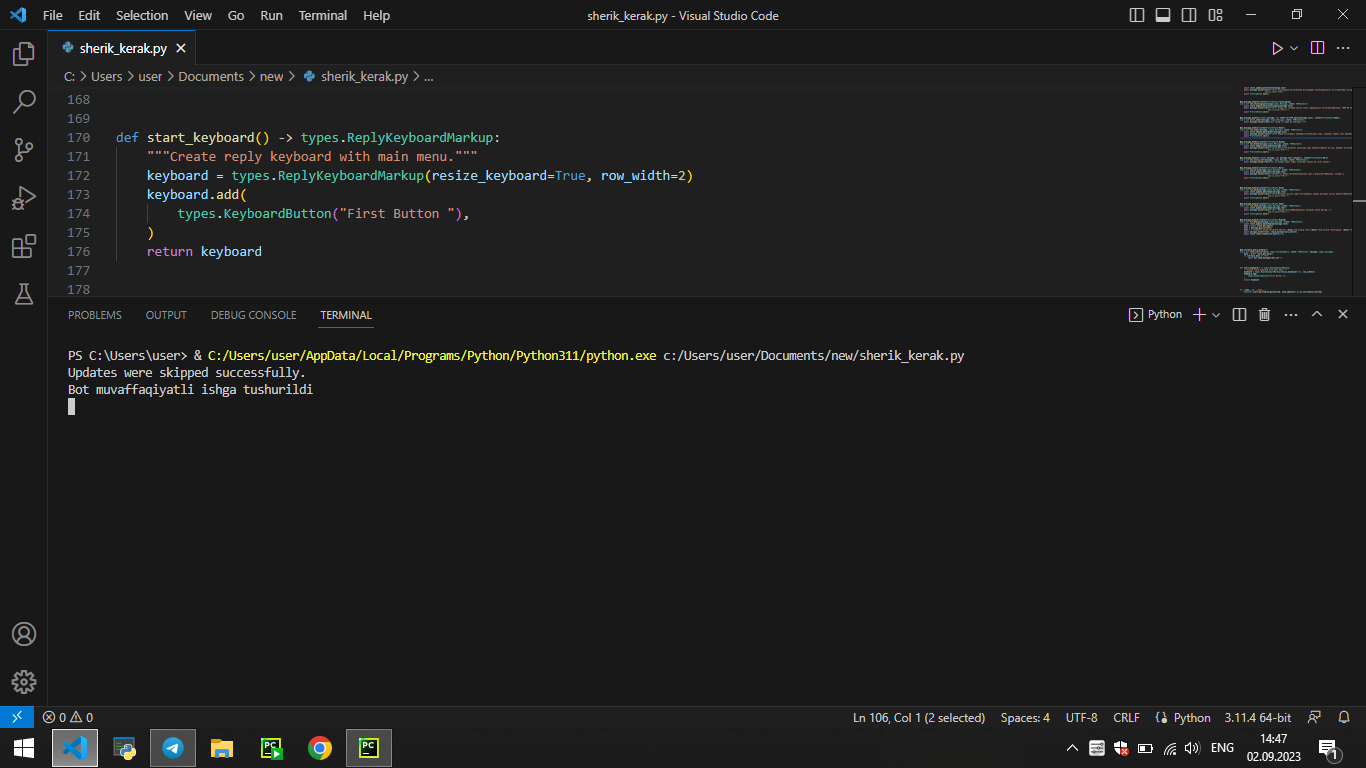 File Edit Selection View Go Run Terminal Help
sherik_kerak.py - Visual Studio Code
sherik_kerak.py
C: > Users > user > Documents > new > sherik_kerak.py > ...
168
169
170 def start_keyboard() -> types.ReplyKeyboardMarkup:
171 """Create reply keyboard with main menu."""
172 keyboard = types.ReplyKeyboardMarkup(resize_keyboard=True, row_width=2)
173 keyboard.add(
174 types.KeyboardButton("First Button "),
175 )
176 return keyboard
177
178
PROBLEMS OUTPUT DEBUG CONSOLE TERMINAL
Python
PS C:\Users\user> & C:/Users/user/AppData/Local/Programs/Python/Python311/python.exe c:/Users/user/Documents/new/sherik_kerak.py
Updates were skipped successfully.
Bot muvaffaqiyatli ishga tushurildi
0 0
Ln 106, Col 1 (2 selected) Spaces: 4 UTF-8 CRLF Python 3.11.4 64-bit
PC
PC
ENG
14:47
02.09.2023
1